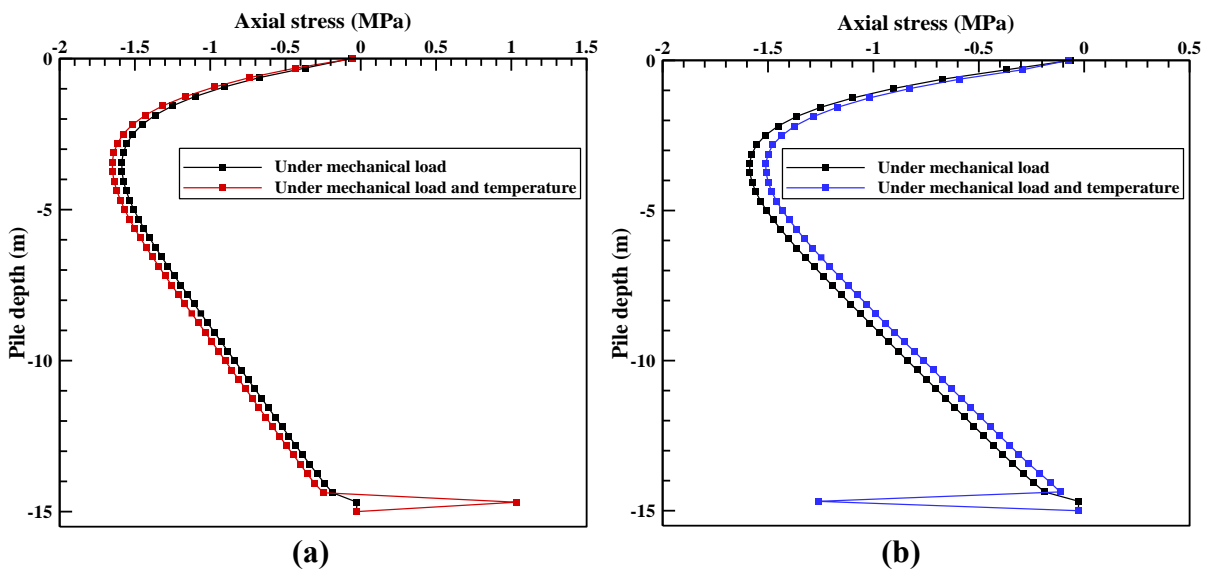 Axial stress (MPa)
-2 -1.5 -1 -0.5 0 0.5 1 1.5
0
-5
-10
-15
Pile depth (m)
Under mechanical load
Under mechanical load and temperature
(a)
Axial stress (MPa)
-2 -1.5 -1 -0.5 0 0.5
0
-5
-10
-15
Pile depth (m)
Under mechanical load
Under mechanical load and temperature
(b)